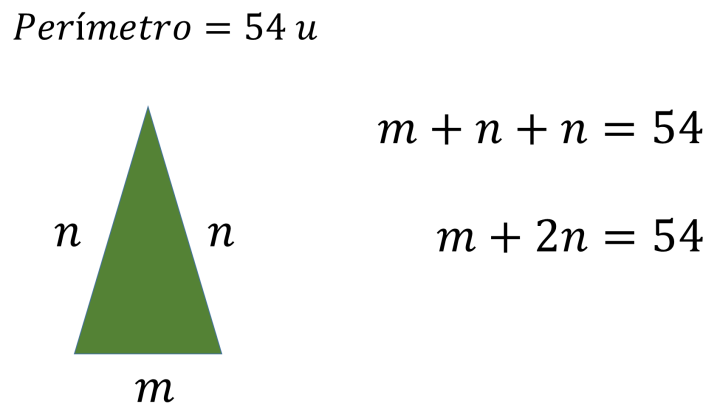 Perímetro = 54 u
m + n + n = 54
n n
m + 2n = 54
m